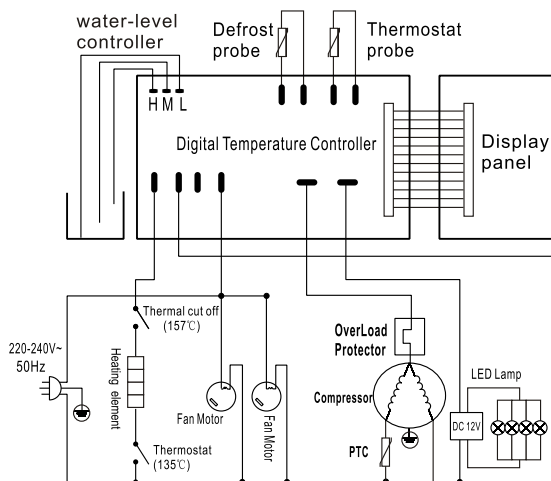 water-level
controller
Defrost
probe
Thermostat
probe
H M L
Digital Temperature Controller
Display
panel
Thermal cut off
(157℃)
OverLoad
Protector
220-240V~
50Hz
Heating element
Fan Motor
Fan Motor
Compressor
LED Lamp
DC 12V
Thermostat
(135℃)
PTC